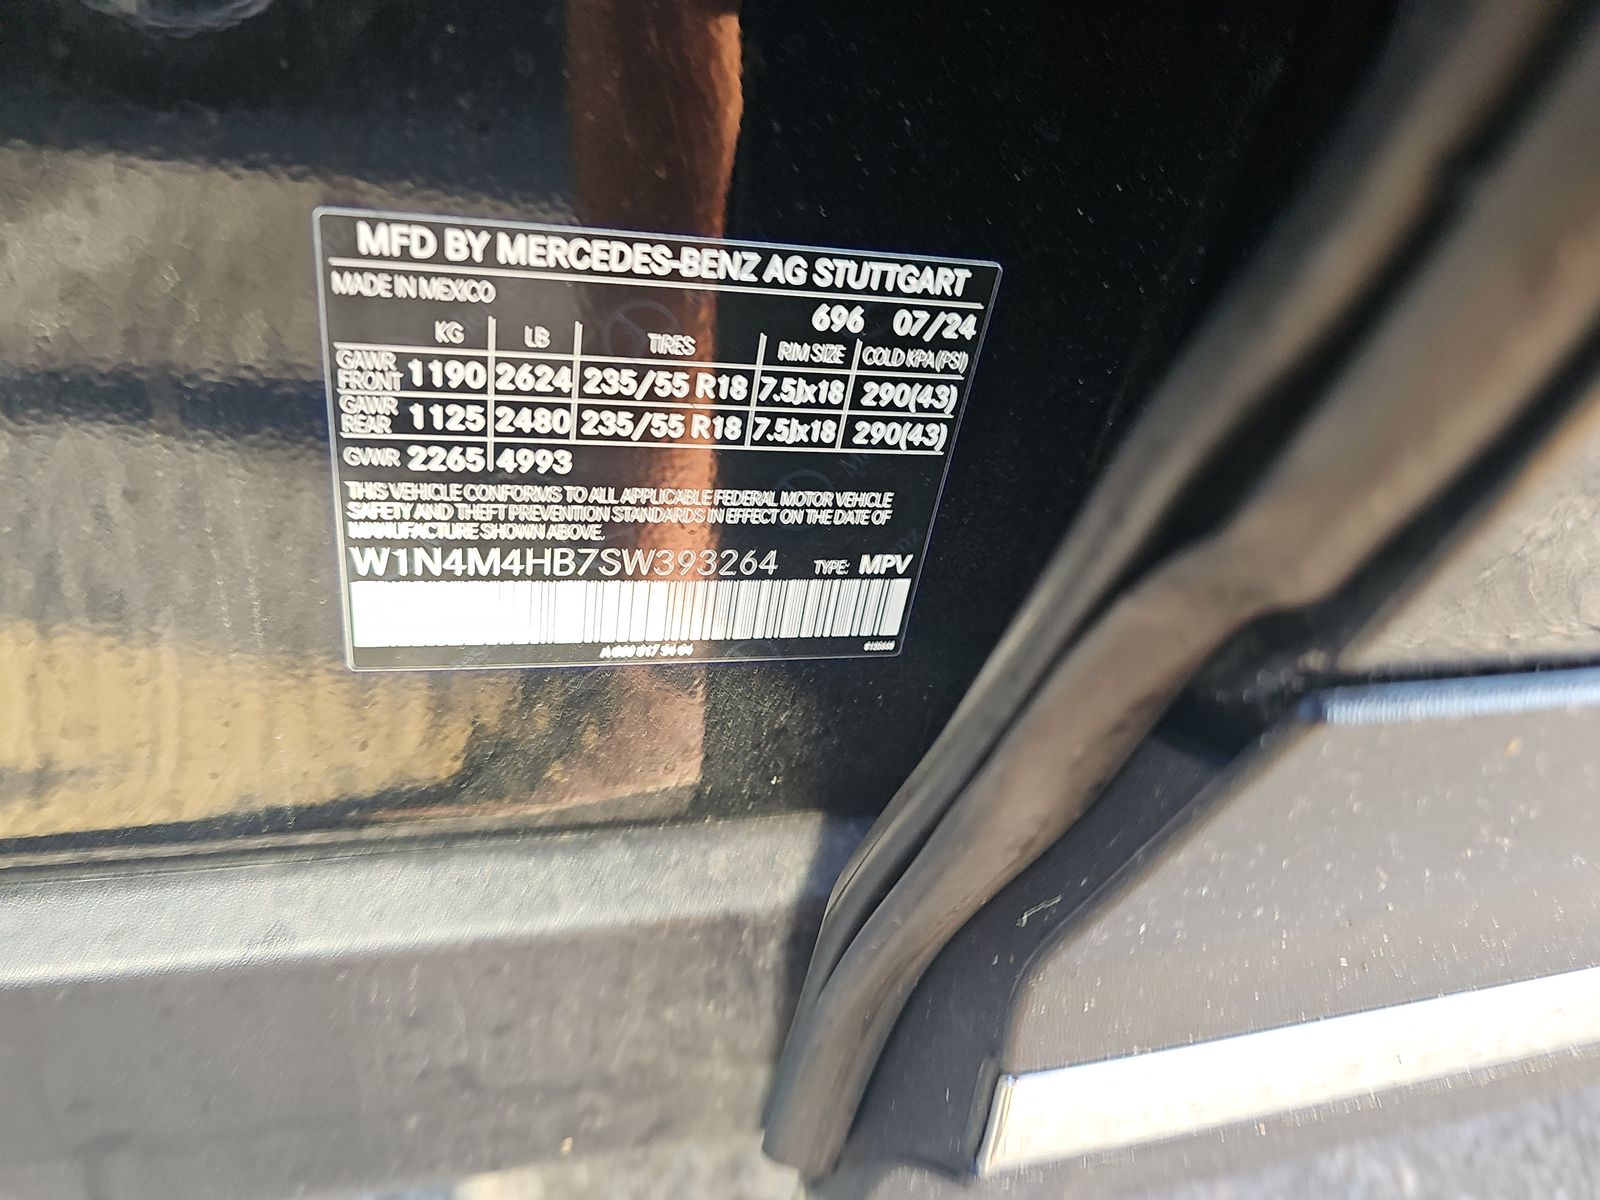 MFD BY MERCEDES-BENZ AG STUTTGART
MADE IN MEXICO
696 07/24
KG LB TIRES RIM SIZE COLD KPA(PSI)
GAWR FRONT 1190 2624 235/55 R18 7.5Jx18 290(43)
GAWR REAR 1125 2480 235/55 R18 7.5Jx18 290(43)
GVWR 2265 4993
THIS VEHICLE CONFORMS TO ALL APPLICABLE FEDERAL MOTOR VEHICLE
SAFETY AND THEFT PREVENTION STANDARDS IN EFFECT ON THE DATE OF
MANUFACTURE SHOWN ABOVE.
W1N4M4HB7SW393264 TYPE: MPV